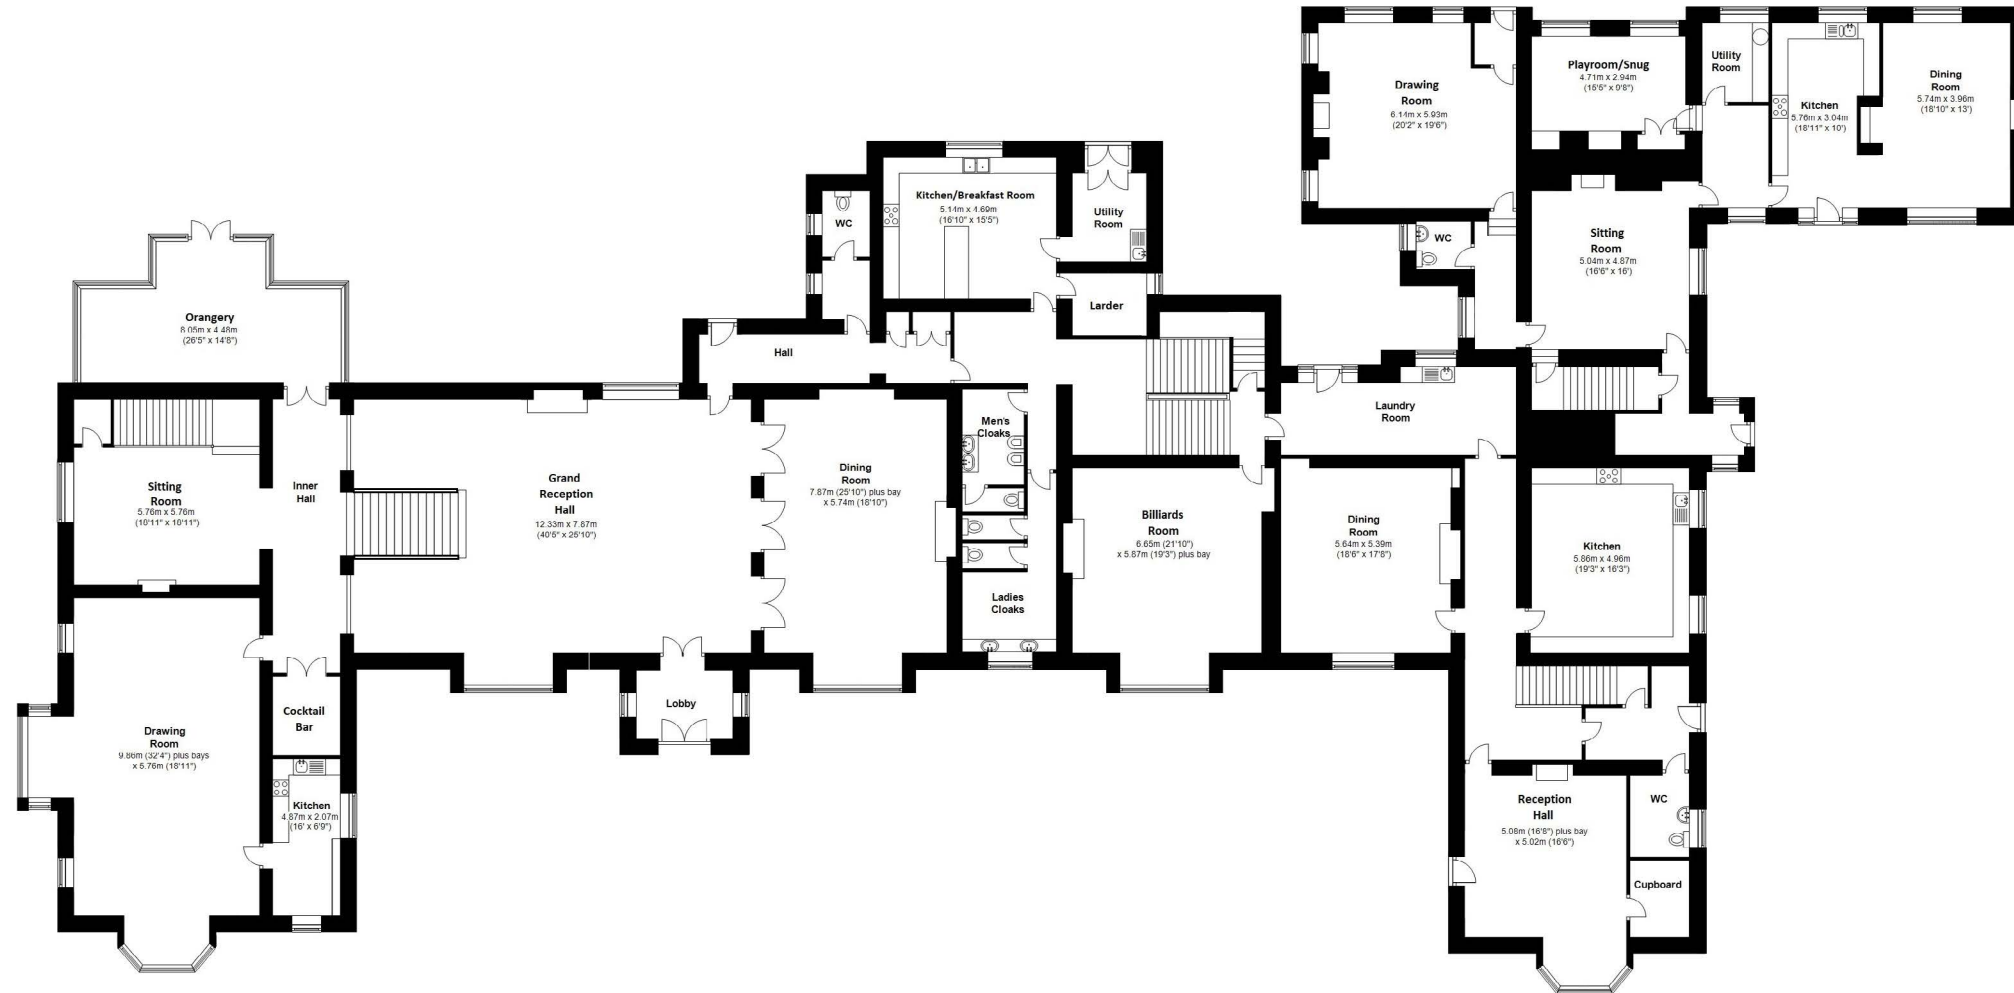 Orangery
8.05m x 4.48m
(26'5" x 14'8")
Sitting
Room
5.76m x 5.76m
(10'11" x 10'11")
Inner
Hall
Drawing
Room
9.86m (32'4") plus bays
x 5.76m (18'11")
Cocktail
Bar
Kitchen
4.87m x 2.07m
(16' x 6'9")
Grand
Reception
Hall
12.33m x 7.87m
(40'5" x 25'10")
Lobby
Hall
WC
Kitchen/Breakfast Room
5.14m x 4.69m
(16'10" x 15'5")
Utility
Room
Larder
Dining
Room
7.87m (25'10") plus bay
x 5.74m (18'10")
Men's
Cloaks
Ladies
Cloaks
Billiards
Room
6.65m (21'10")
x 5.87m (19'3") plus bay
Laundry
Room
Dining
Room
5.64m x 5.39m
(18'6" x 17'8")
Drawing
Room
6.14m x 5.93m
(20'2" x 19'6")
WC
Playroom/Snug
4.71m x 2.94m
(15'5" x 9'8")
Utility
Room
Kitchen
5.76m x 3.04m
(18'11" x 10')
Dining
Room
5.74m x 3.96m
(18'10" x 13')
Sitting
Room
5.04m x 4.87m
(16'6" x 16')
Kitchen
5.86m x 4.96m
(19'3" x 16'3")
Reception
Hall
5.08m (16'8") plus bay
x 5.02m (16'6")
WC
Cupboard